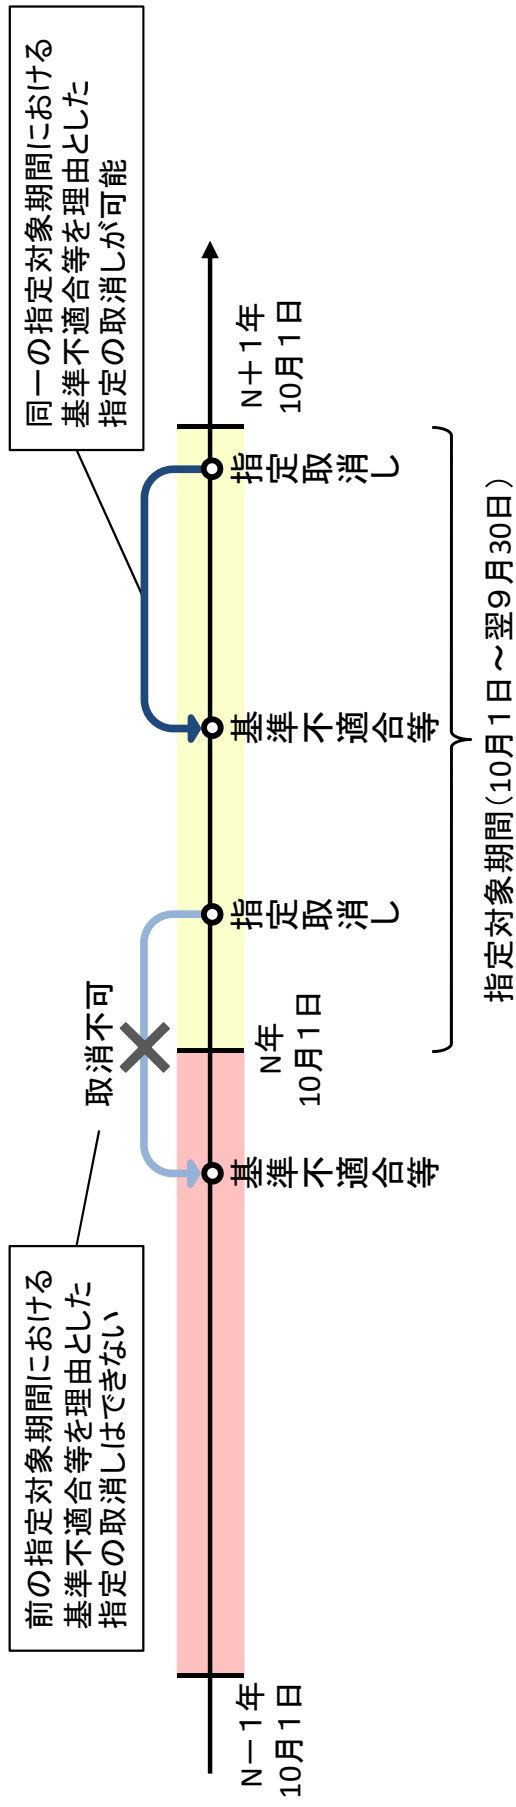 前の指定対象期間における
基準不適合等を理由とした
指定の取消しはできない
同一の指定対象期間における
基準不適合等を理由とした
指定の取消しが可能
取消不可
基準不適合等
指定取消し
基準不適合等
指定取消し
N－1年
10月1日
N年
10月1日
N＋1年
10月1日
指定対象期間（10月1日～翌9月30日）